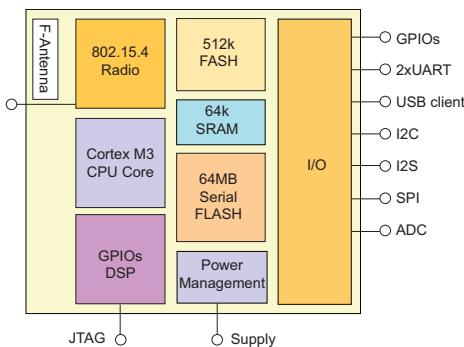 F-Antenna
802.15.4
Radio
512k
FASH
64k
SRAM
Cortex M3
CPU Core
64MB
Serial
FLASH
GPIOs
DSP
Power
Management
I/O
GPIOs
2xUART
USB client
I2C
I2S
SPI
ADC
JTAG
Supply